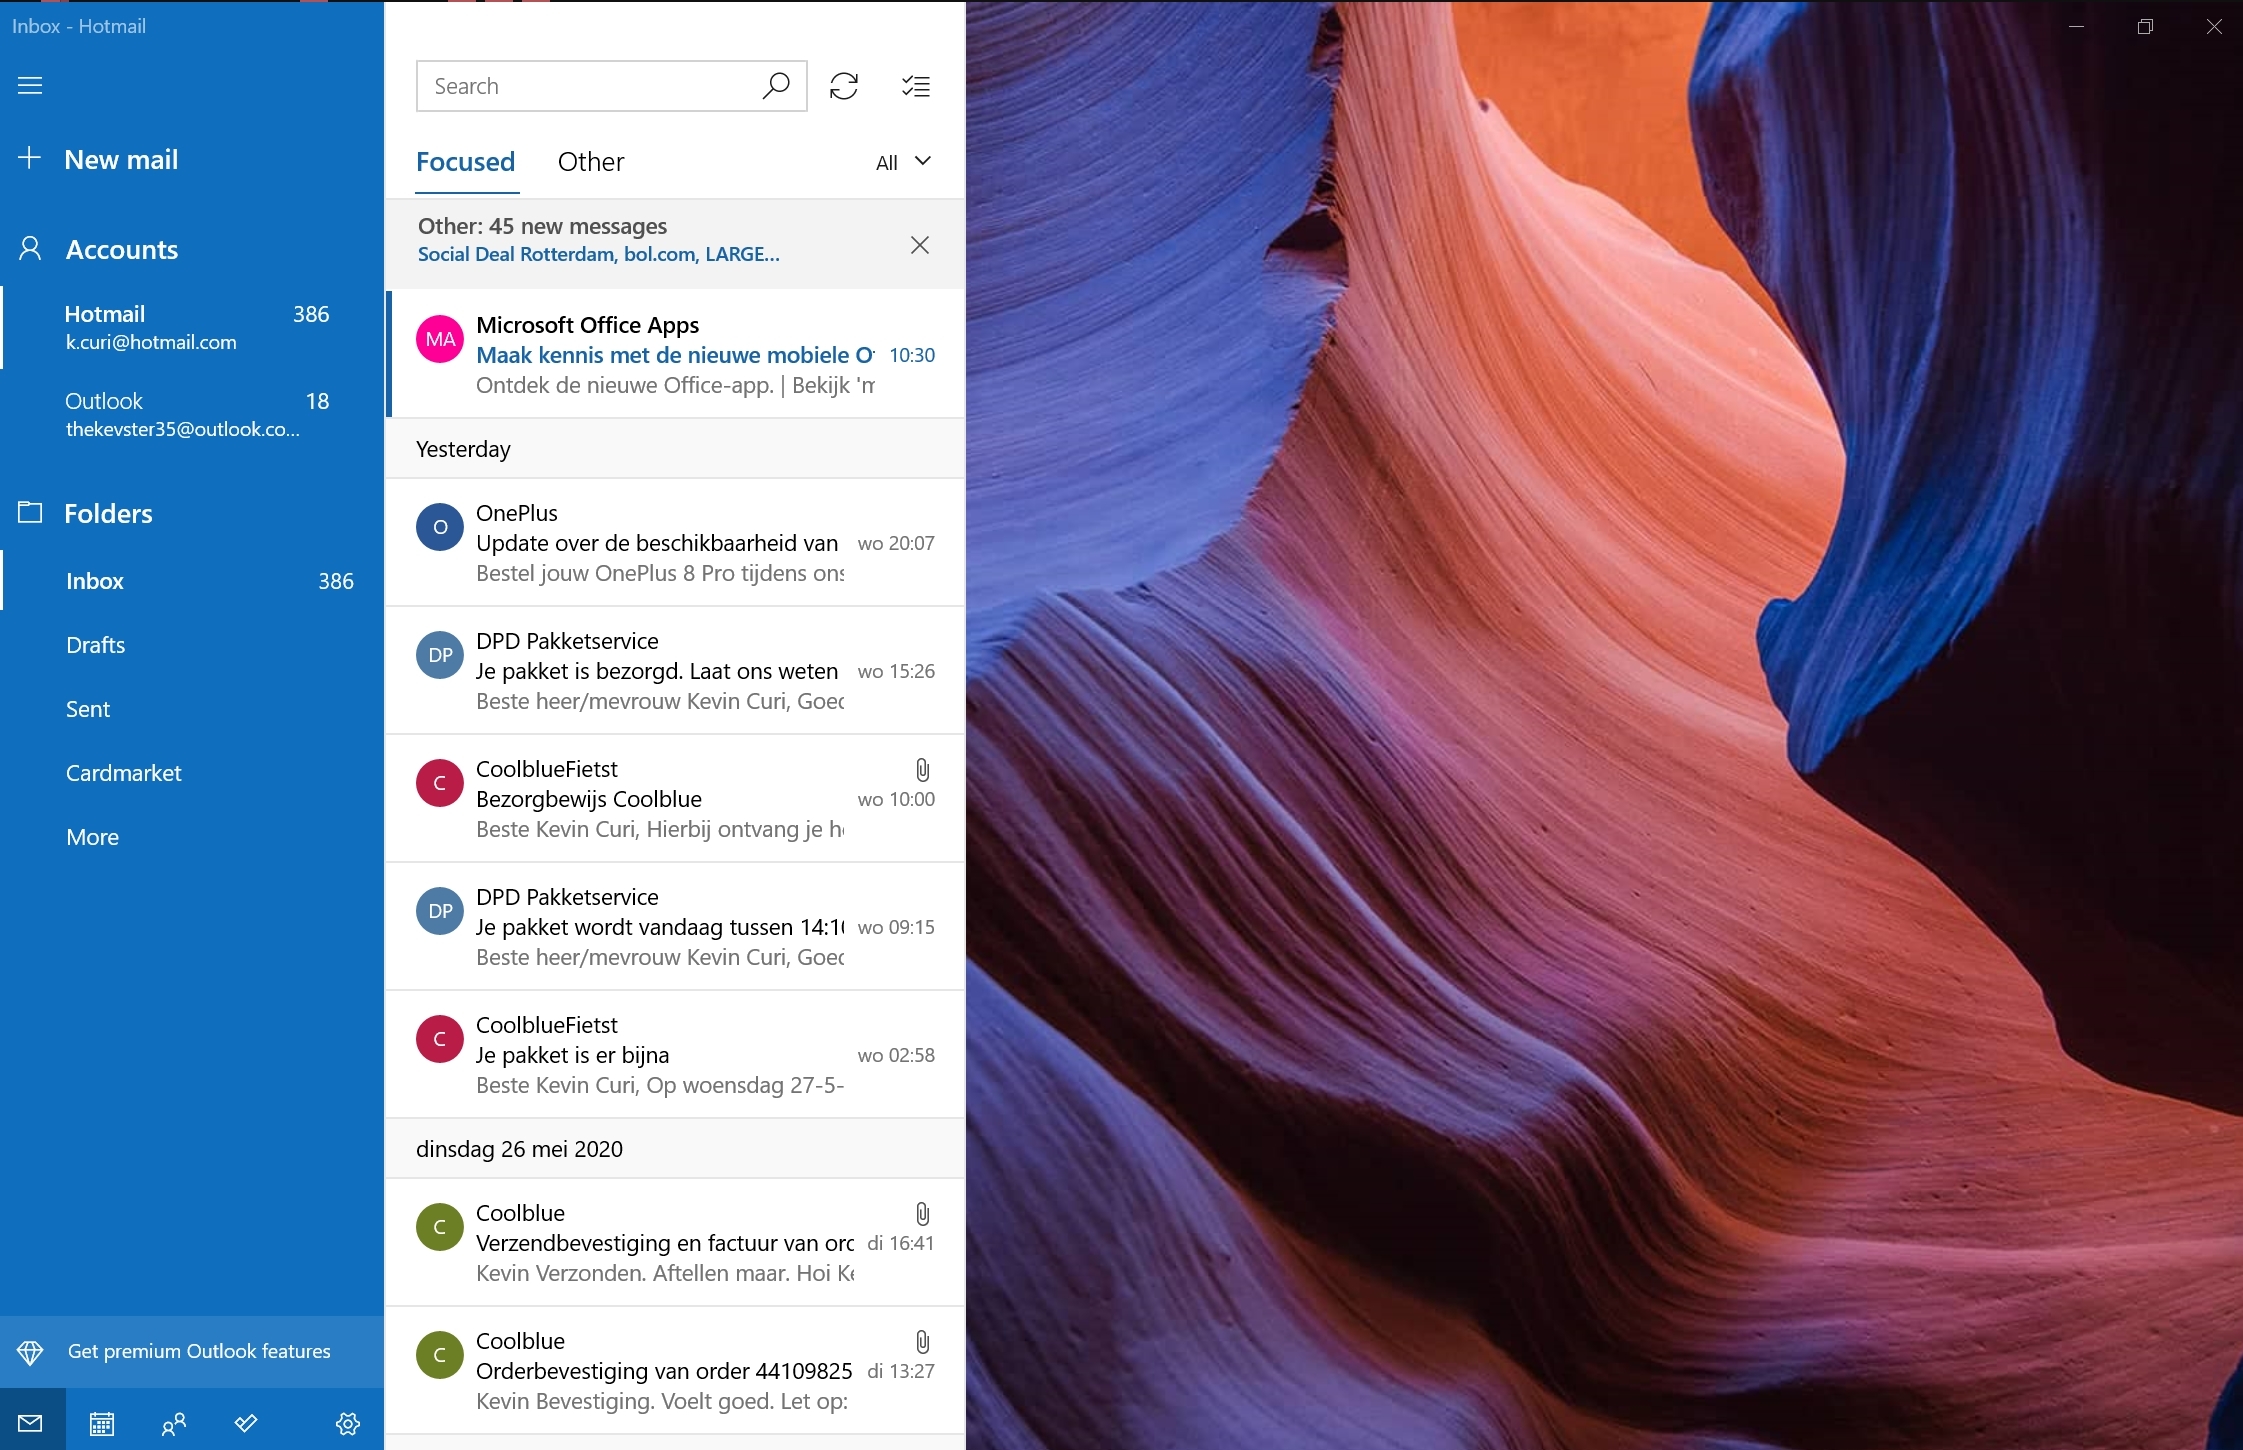 Inbox - Hotmail
New mail
Accounts
Hotmail 386
k.curi@hotmail.com
Outlook 18
thekevster35@outlook.co...
Folders
Inbox 386
Drafts
Sent
Cardmarket
More
Get premium Outlook features
Search
Focused Other All
Other: 45 new messages
Social Deal Rotterdam, bol.com, LARGE...
MA
Microsoft Office Apps
Maak kennis met de nieuwe mobiele 10:30
Ontdek de nieuwe Office-app. | Bekijk
Yesterday
O
OnePlus
Update over de beschikbaarheid van wo 20:07
Bestel jouw OnePlus 8 Pro tijdens ons
DP
DPD Pakketservice
Je pakket is bezorgd. Laat ons weten wo 15:26
Beste heer/mevrouw Kevin Curi,
C
CoolblueFietst
Bezorgbewijs Coolblue wo 10:00
Beste Kevin Curi, Hierbij ontvang je
DP
DPD Pakketservice
Je pakket wordt vandaag tussen wo 09:15
Beste heer/mevrouw Kevin Curi,
C
CoolblueFietst
Je pakket is er bijna wo 02:58
Beste Kevin Curi, Op woensdag 27-5-
dinsdag 26 mei 2020
C
Coolblue
Verzendbevestiging en factuur van di 16:41
Kevin Verzonden. Aftellen maar. Hoi
C
Coolblue
Orderbevestiging van order 44109825 di 13:27
Kevin Bevestiging. Voelt goed. Let op: